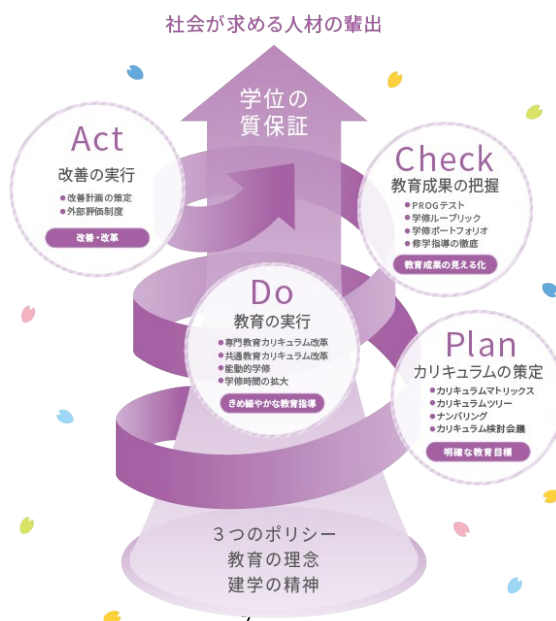 社会が求める人材の輩出
学位の
質保証
Act
改善の実行
●改善計画の策定
●外部評価制度
改善・改革
Check
教育成果の把握
●PROGテスト
●学修ルーブリック
●学修ポートフォリオ
●修学指導の徹底
教育成果の見える化
Do
教育の実行
●専門教育カリキュラム改革
●共通教育カリキュラム改革
●能動的学修
●学修時間の拡大
きめ細やかな教育指導
Plan
カリキュラムの策定
●カリキュラムマトリックス
●カリキュラムツリー
●ナンバリング
●カリキュラム検討会議
明確な教育目標
3つのポリシー
教育の理念
建学の精神